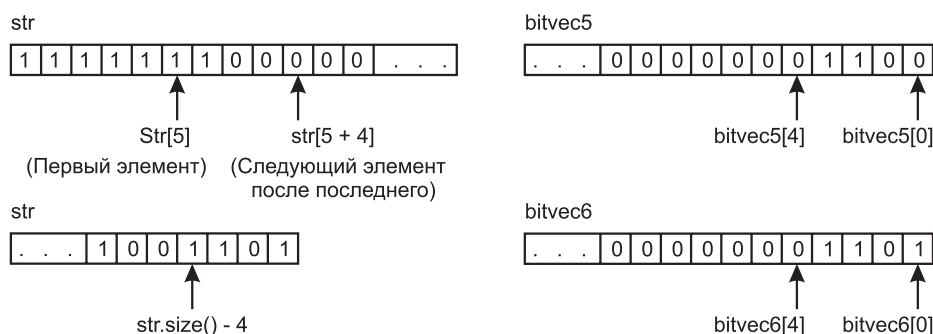 str
bitvec5
1 1 1 1 1 1 1 0 0 0 0 0 . . .
. . . 0 0 0 0 0 0 0 1 1 0 0
Str[5]
str[5 + 4]
bitvec5[4]
bitvec5[0]
(Первый элемент)
(Следующий элемент
после последнего)
str
bitvec6
. . . 1 0 0 1 1 0 1
. . . 0 0 0 0 0 0 0 1 1 0 1
str.size() - 4
bitvec6[4]
bitvec6[0]